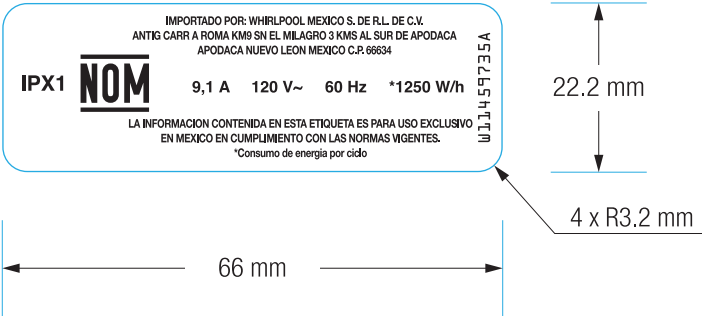 IMPORTADO POR: WHIRLPOOL MEXICO S. DE R.L. DE C.V.
ANTIG CARR A ROMA KM9 SN EL MILAGRO 3 KMS AL SUR DE APODACA
APODACA NUEVO LEON MEXICO C.P. 66634
IPX1 NOM 9,1 A 120 V~ 60 Hz *1250 W/h
W11459735A
LA INFORMACION CONTENIDA EN ESTA ETIQUETA ES PARA USO EXCLUSIVO
EN MEXICO EN CUMPLIMIENTO CON LAS NORMAS VIGENTES.
*Consumo de energía por ciclo
22.2 mm
4 x R3.2 mm
66 mm